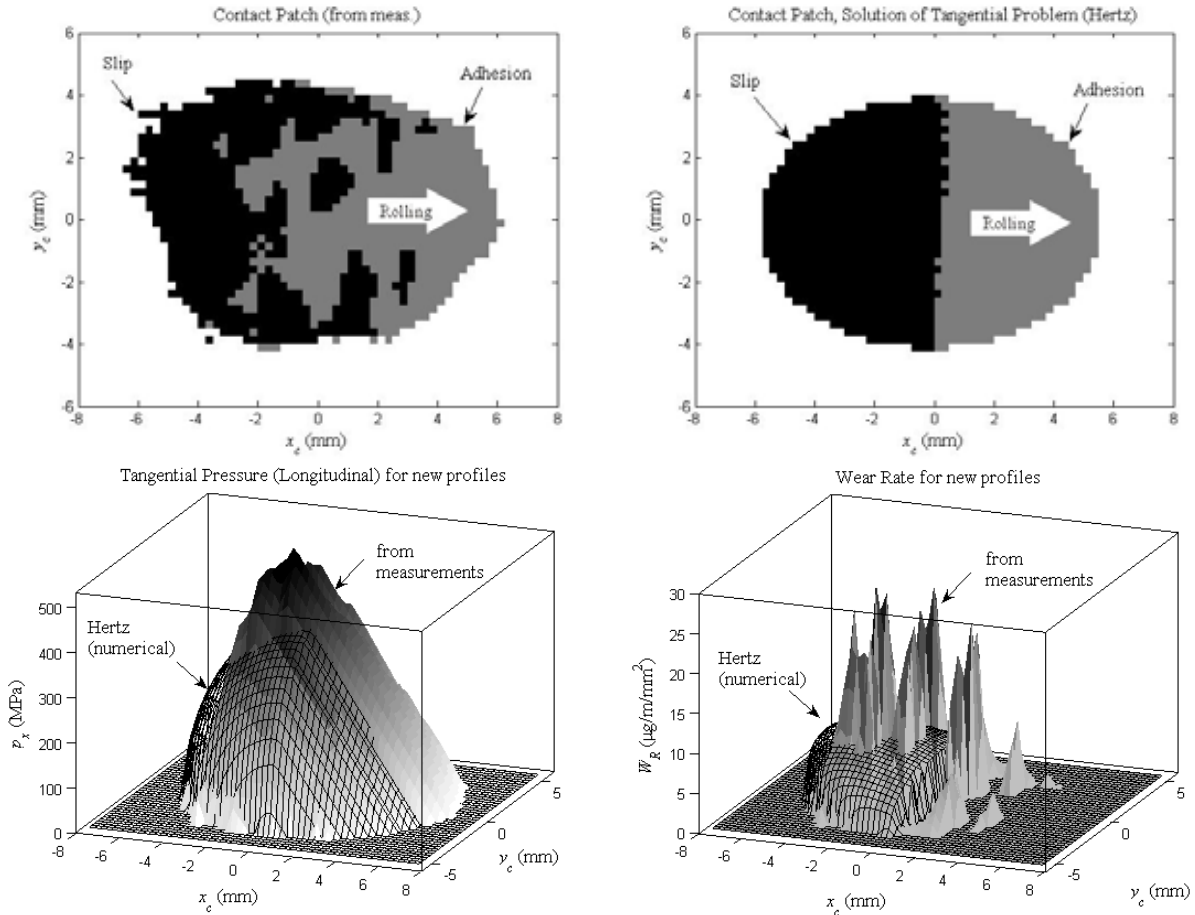 Contact Patch (from meas.)
6
4
2
0
-2
-4
-6
-8
-6
-4
-2
0
2
4
6
8
y_c (mm)
x_c (mm)
Slip
Adhesion
Rolling
Contact Patch, Solution of Tangential Problem (Hertz)
6
4
2
0
-2
-4
-6
-8
-6
-4
-2
0
2
4
6
8
y_c (mm)
x_c (mm)
Slip
Adhesion
Rolling
Tangential Pressure (Longitudinal) for new profiles
from
measurements
Hertz
(numerical)
500
400
300
200
100
0
p_x (MPa)
-8
-6
-4
-2
0
2
4
6
8
x_c (mm)
-5
0
5
y_c (mm)
Wear Rate for new profiles
from
measurements
Hertz
(numerical)
30
25
20
15
10
5
0
W_R (µg/m/mm²)
-8
-6
-4
-2
0
2
4
6
8
x_c (mm)
-5
0
5
y_c (mm)